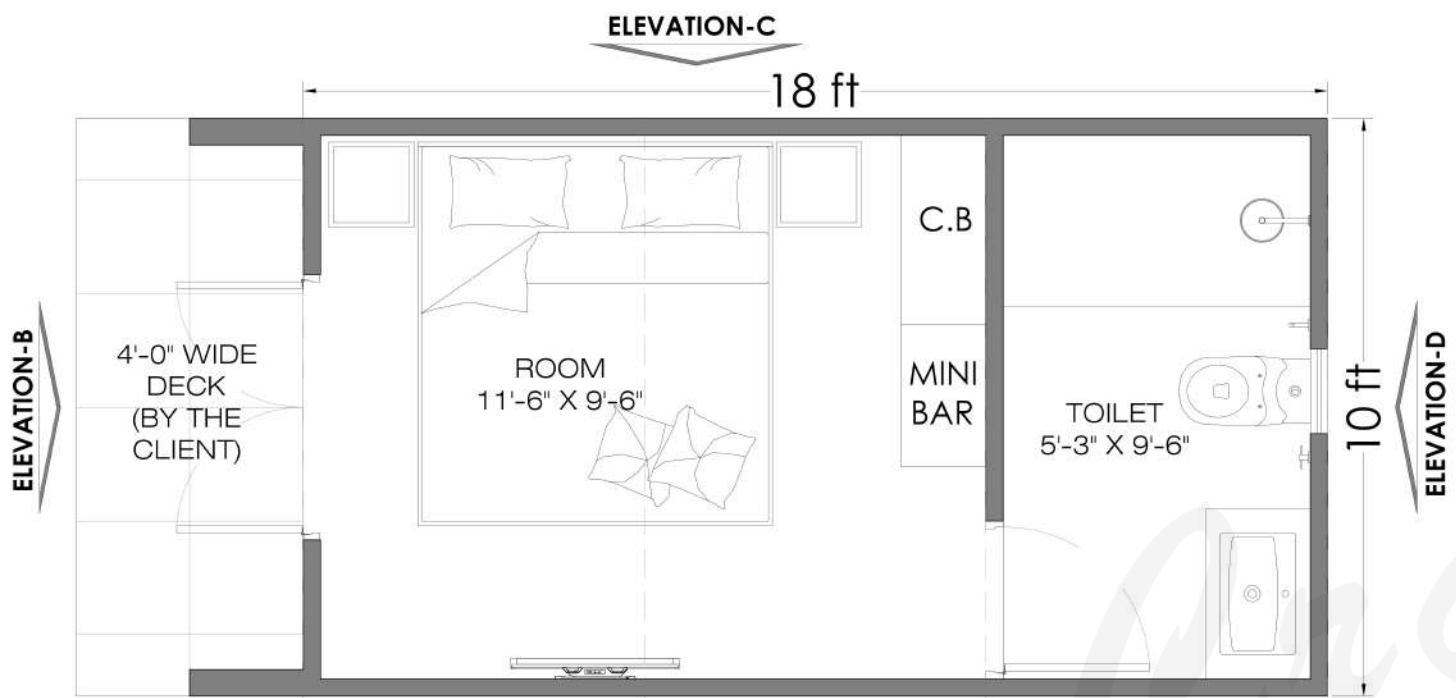 ELEVATION-C
18 ft
C.B
ELEVATION-B
4'-0" WIDE
DECK
(BY THE
CLIENT)
ROOM
11'-6" X 9'-6"
MINI
BAR
TOILET
5'-3" X 9'-6"
10 ft
ELEVATION-D